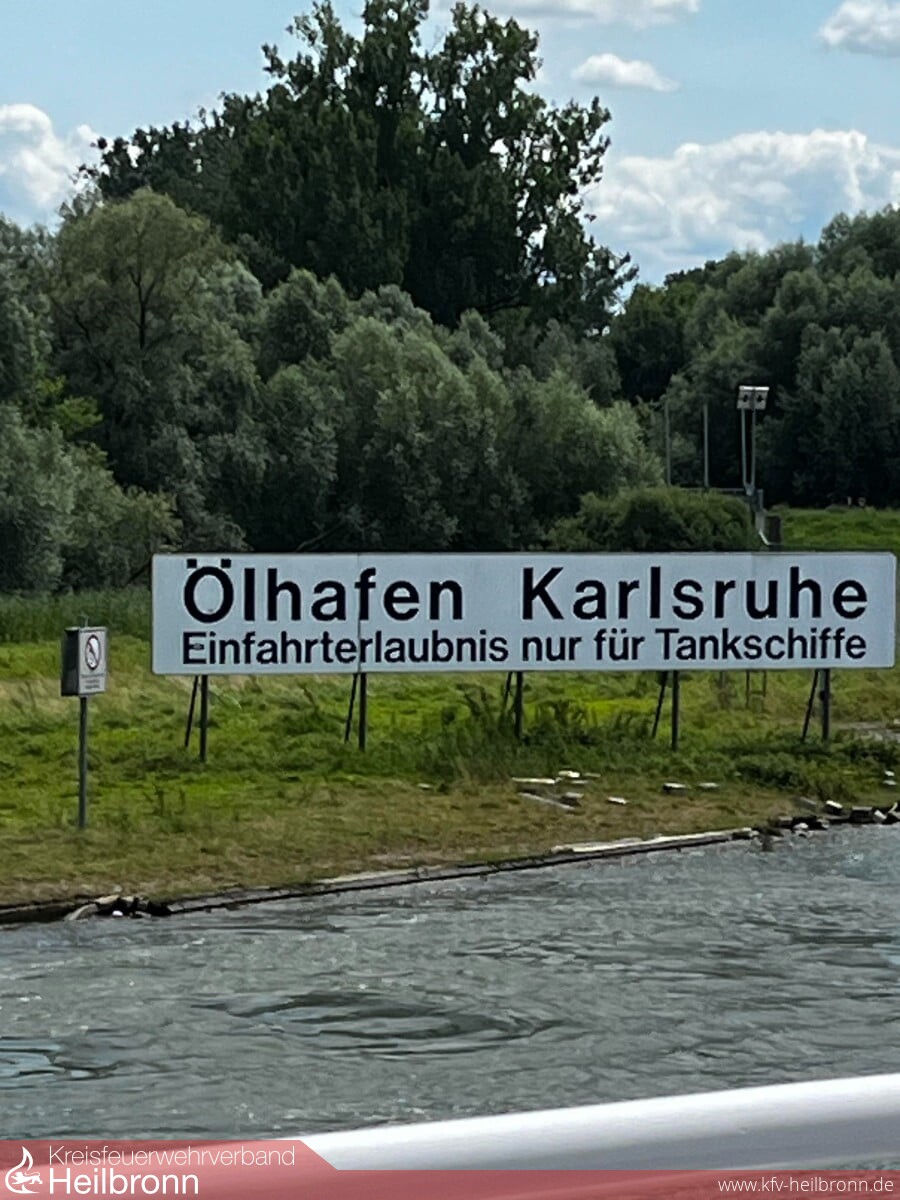 Ölhafen Karlsruhe
Einfahrterlaubnis nur für Tankschiffe
Kreisfeuerwehrverband
Heilbronn
www.kfv-heilbronn.de